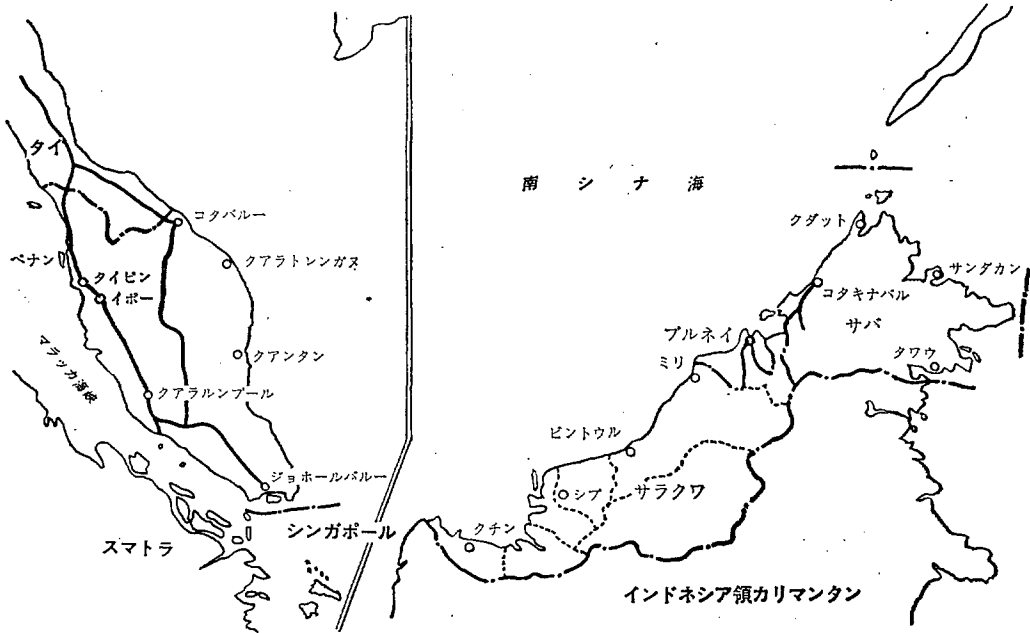 タイ
コタバルー
ペナン
クアラトレンガヌ
タイピン
イポー
クアンタン
マラッカ海峡
クアラルンプール
ジョホールバルー
シンガポール
スマトラ
南シナ海
クダット
サンダカン
コタキナバル
サバ
ブルネイ
ミリ
タワウ
ビントウル
シブ
サラクワ
クチン
インドネシア領カリマンタン